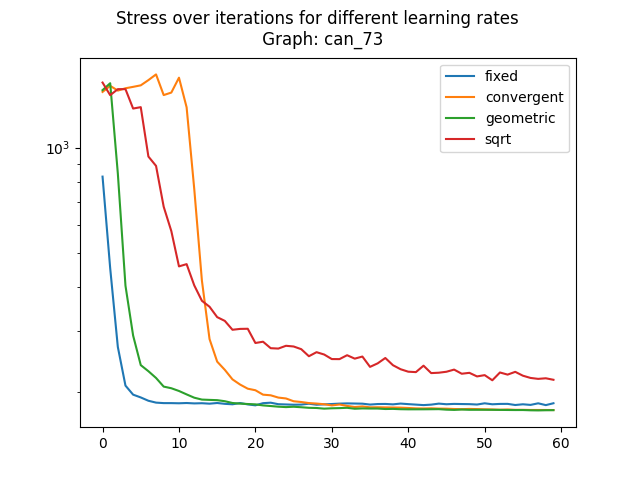 Stress over iterations for different learning rates
Graph: can_73
fixed
convergent
geometric
sqrt
10³
0
10
20
30
40
50
60